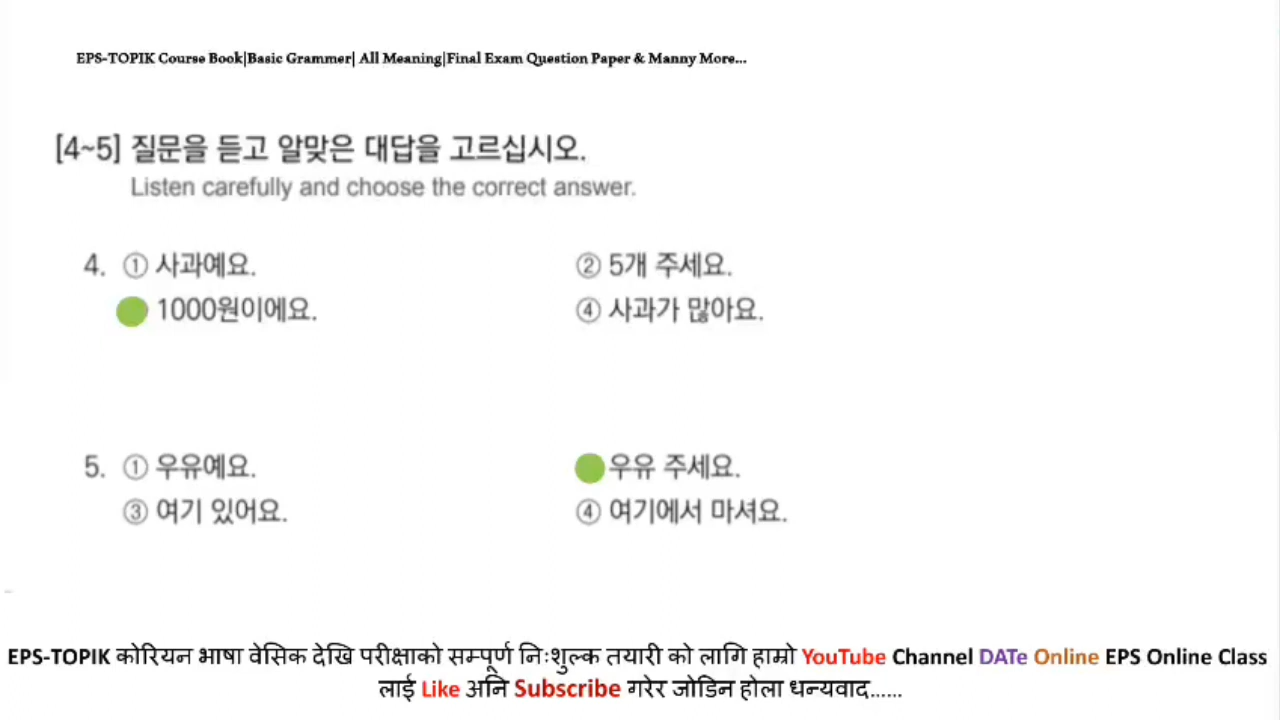 EPS-TOPIK Course Book|Basic Grammer| All Meaning|Final Exam Question Paper & Manny More...
[4~5] 질문을 듣고 알맞은 대답을 고르십시오.
Listen carefully and choose the correct answer.
4. ① 사과예요. ② 5개 주세요.
1000원이에요. ④ 사과가 많아요.
5. ① 우유예요. 우유 주세요.
③ 여기 있어요. ④ 여기에서 마셔요.
EPS-TOPIK कोरियन भाषा वेसिक देखि परीक्षाको सम्पूर्ण निःशुल्क तयारी को लागि हाम्रो YouTube Channel DATe Online EPS Online Class
लाई Like अनि Subscribe गरेर जोडिन होला धन्यवाद......